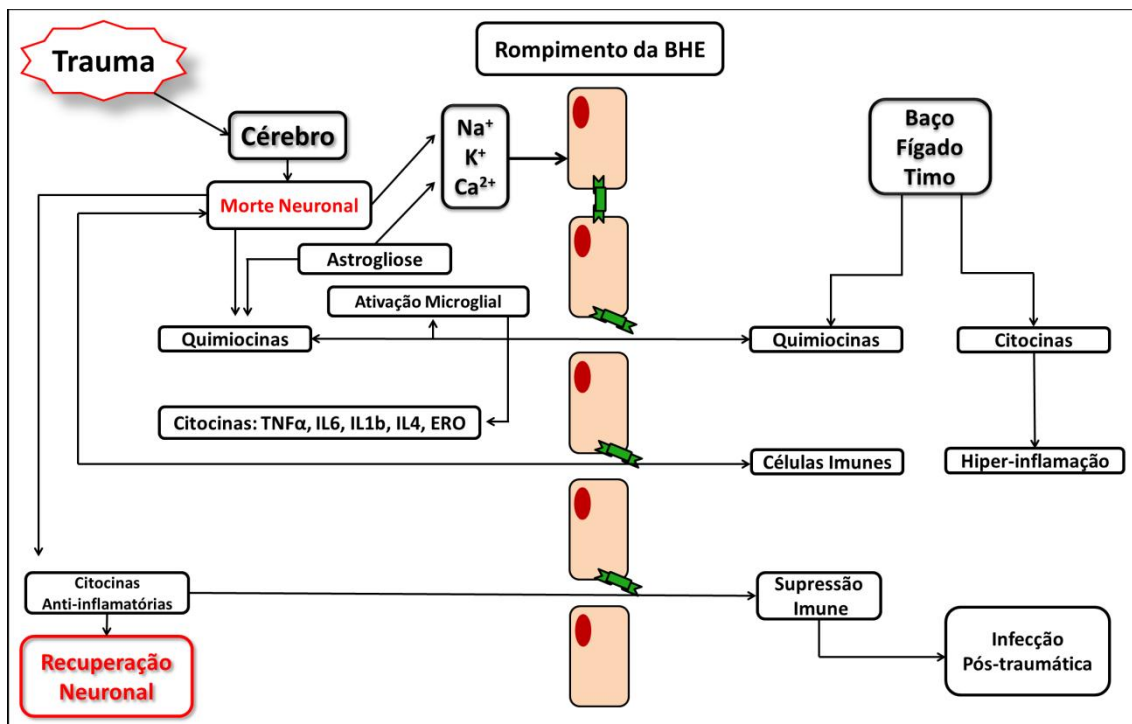 Trauma
Rompimento da BHE
Cérebro
Na⁺
K⁺
Ca²⁺
Baço
Fígado
Timo
Morte Neuronal
Astrogliose
Ativação Microglial
Quimiocinas
Quimiocinas
Citocinas
Citocinas: TNFα, IL6, IL1b, IL4, ERO
Células Imunes
Hiper-inflamação
Citocinas
Anti-inflamatórias
Supressão
Imune
Recuperação
Neuronal
Infecção
Pós-traumática